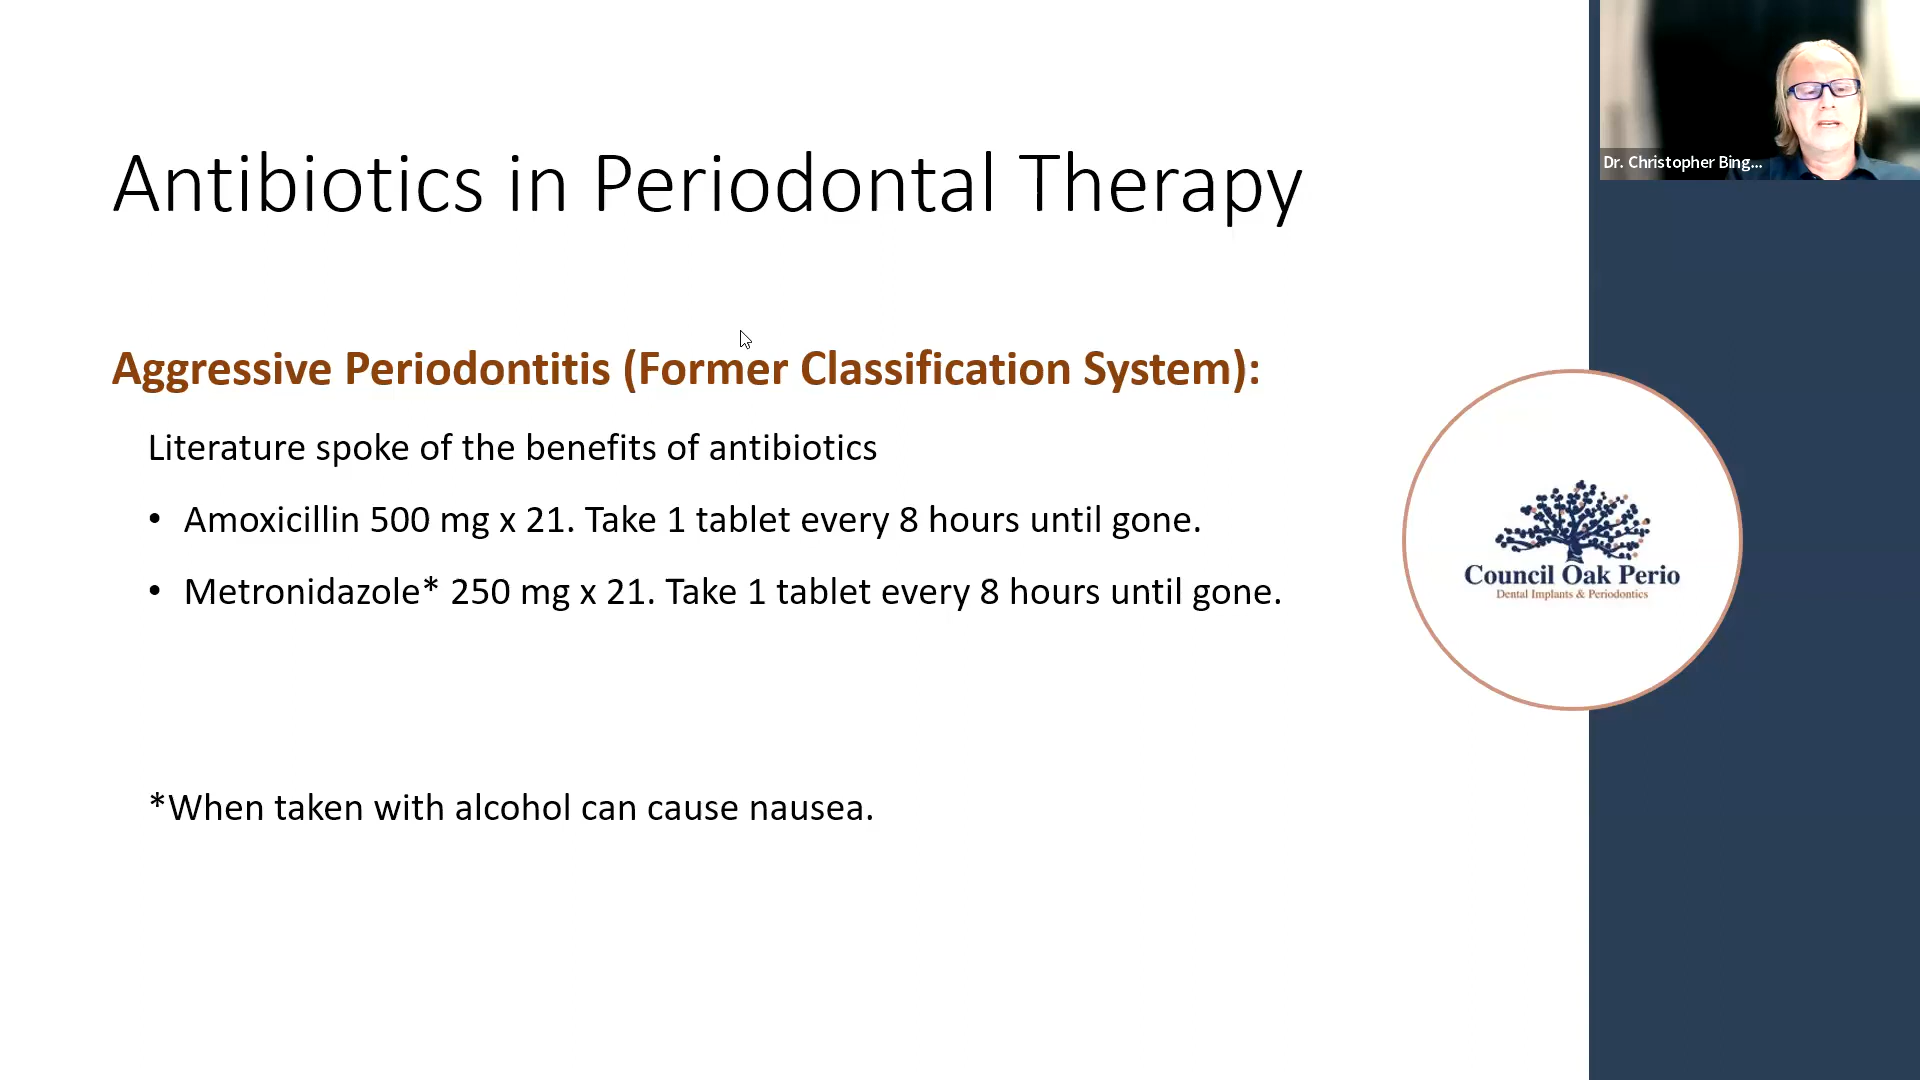 Antibiotics in Periodontal Therapy
Aggressive Periodontitis (Former Classification System):
Literature spoke of the benefits of antibiotics
• Amoxicillin 500 mg x 21. Take 1 tablet every 8 hours until gone.
• Metronidazole* 250 mg x 21. Take 1 tablet every 8 hours until gone.
*When taken with alcohol can cause nausea.
Dr. Christopher Bing...
Council Oak Perio
Dental Implants & Periodontics